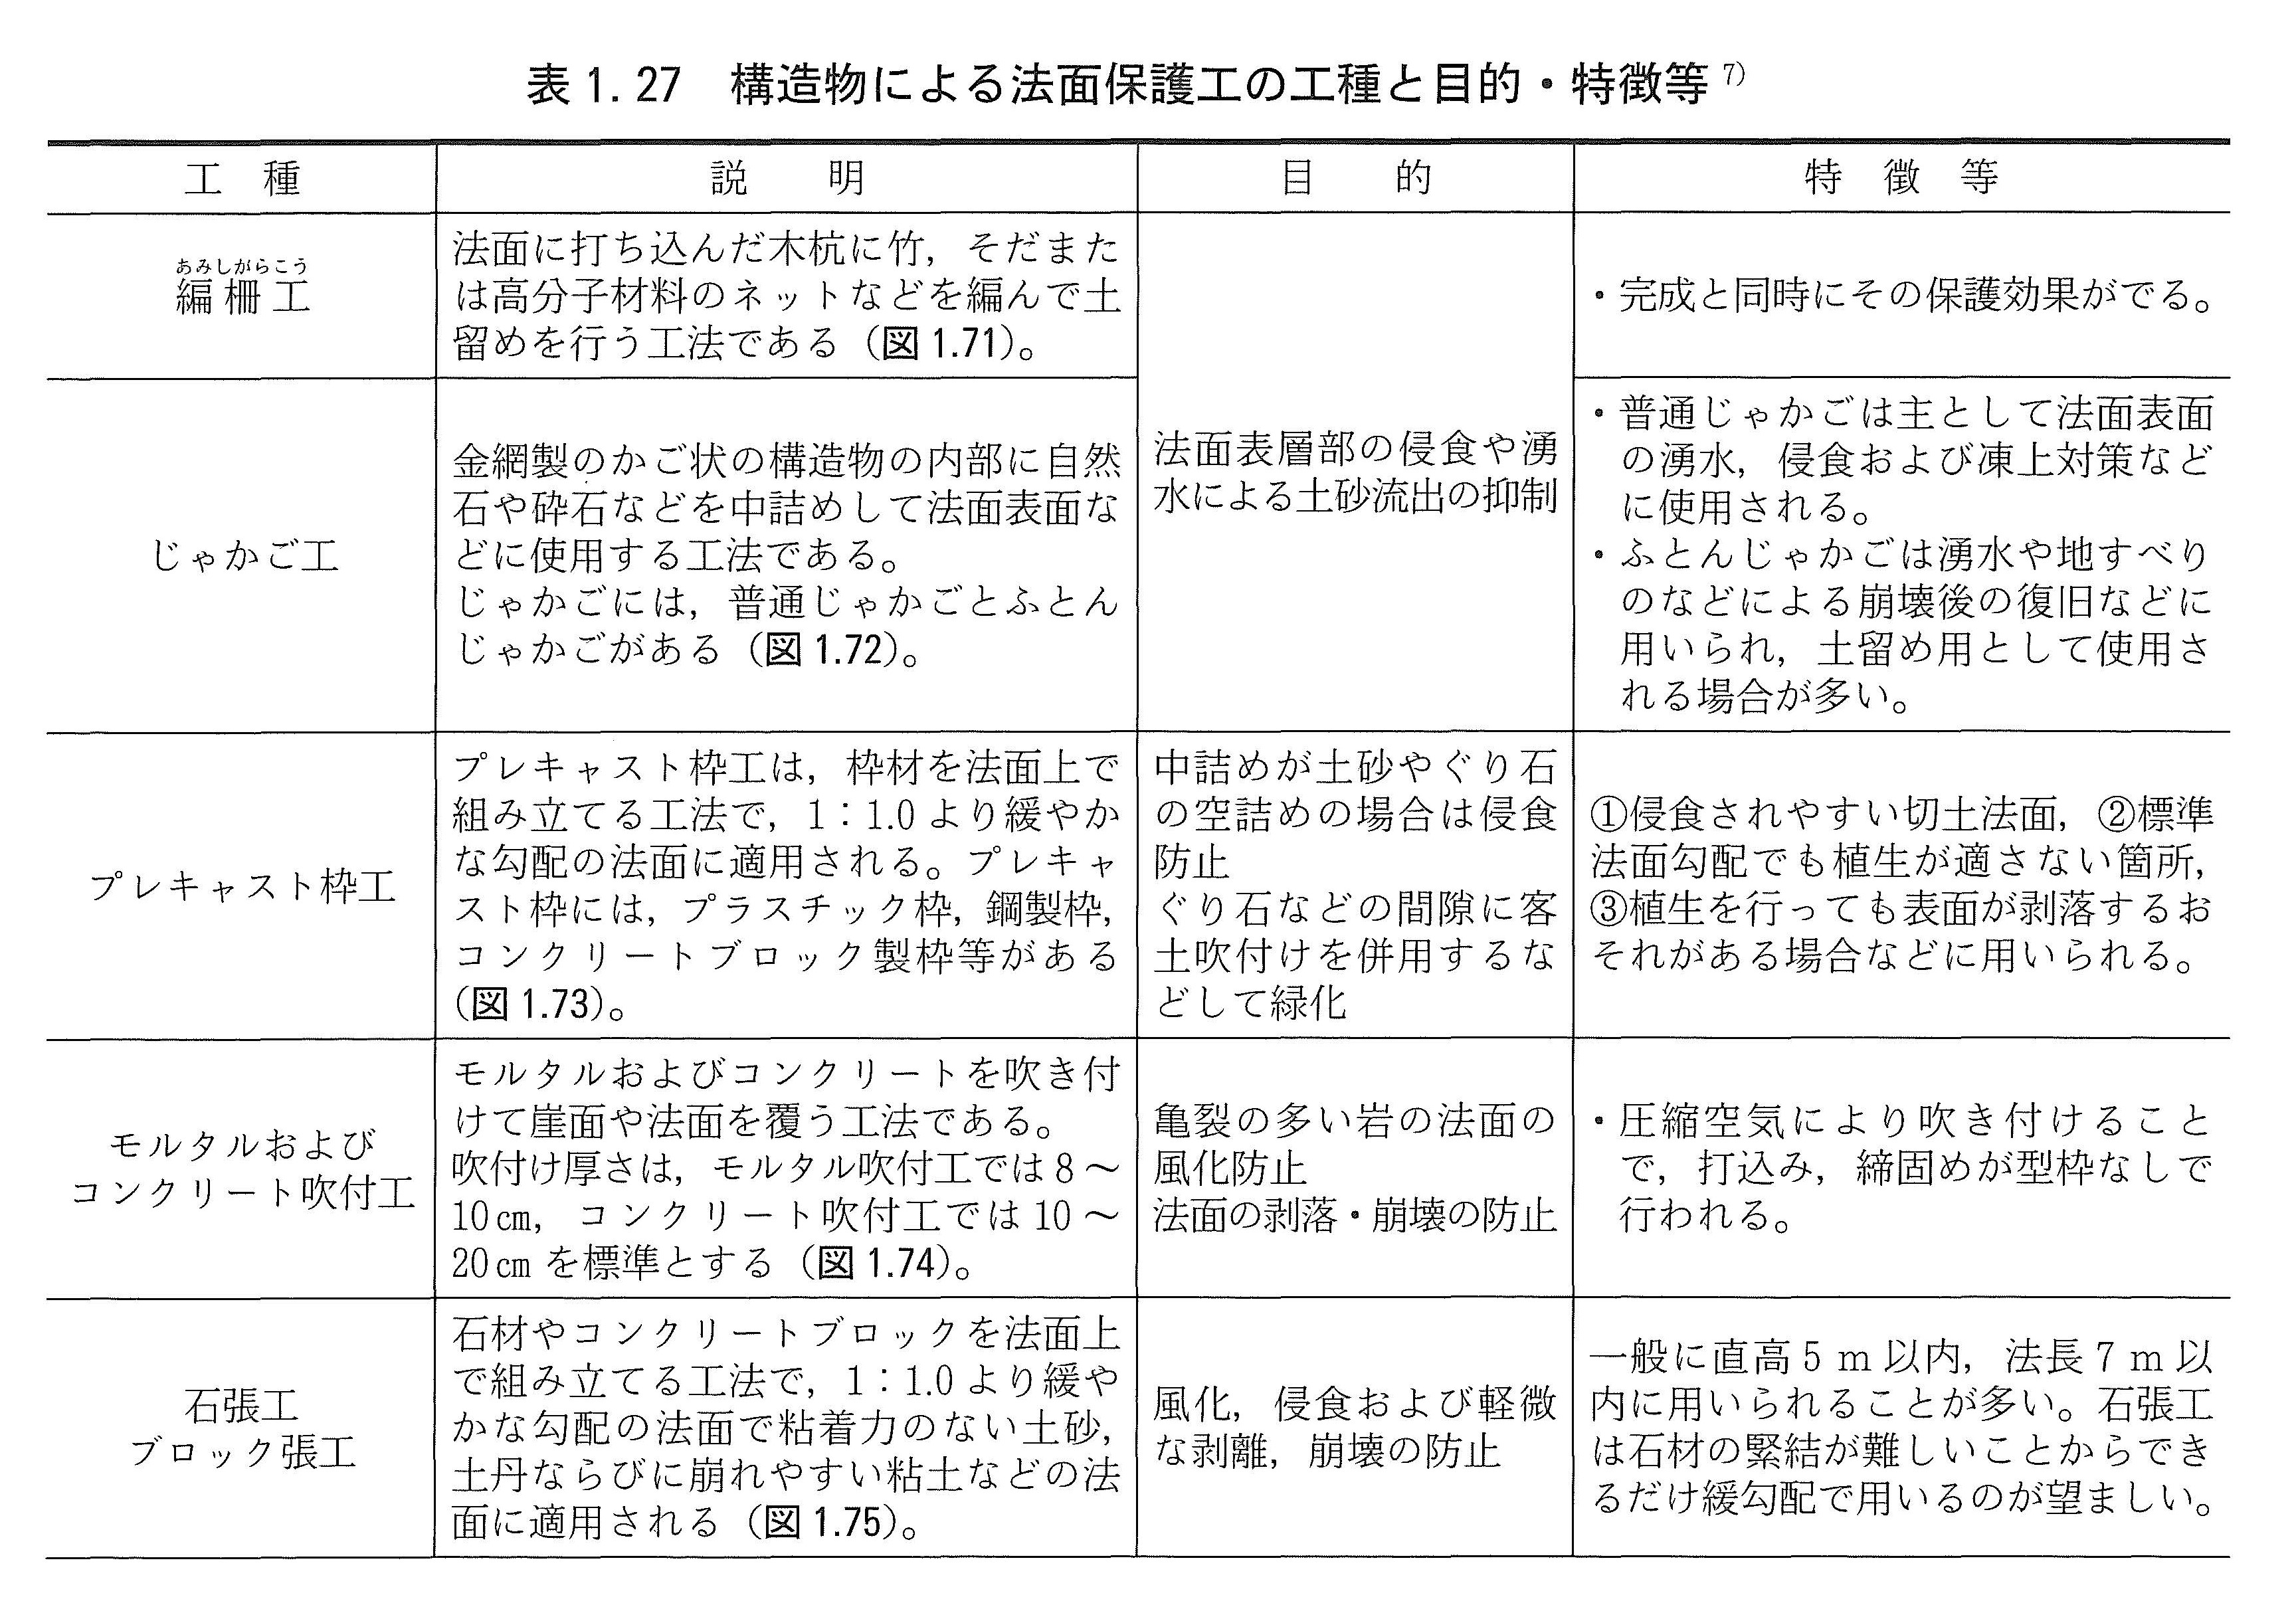 表1.27　構造物による法面保護工の工種と目的・特徴等 7)
工　種
説　　明
目　　的
特　徴　等
あみしがらこう
編柵工
法面に打ち込んだ木杭に竹，そだまた
は高分子材料のネットなどを編んで土
留めを行う工法である（図1.71）。
法面表層部の侵食や湧
水による土砂流出の抑制
・完成と同時にその保護効果がでる。
じゃかご工
金網製のかご状の構造物の内部に自然
石や砕石などを中詰めして法面表面な
どに使用する工法である。
じゃかごには，普通じゃかごとふとん
じゃかごがある（図1.72）。
・普通じゃかごは主として法面表面
の湧水，侵食および凍上対策など
に使用される。
・ふとんじゃかごは湧水や地すべり
のなどによる崩壊後の復旧などに
用いられ，土留め用として使用さ
れる場合が多い。
プレキャスト枠工
プレキャスト枠工は，枠材を法面上で
組み立てる工法で，1：1.0より緩やか
な勾配の法面に適用される。プレキャ
スト枠には，プラスチック枠，鋼製枠，
コンクリートブロック製枠等がある
（図1.73）。
中詰めが土砂やぐり石
の空詰めの場合は侵食
防止
ぐり石などの間隙に客
土吹付けを併用するな
どして緑化
①侵食されやすい切土法面，②標準
法面勾配でも植生が適さない箇所，
③植生を行っても表面が剥落するお
それがある場合などに用いられる。
モルタルおよび
コンクリート吹付工
モルタルおよびコンクリートを吹き付
けて崖面や法面を覆う工法である。
吹付け厚さは，モルタル吹付工では8～
10cm，コンクリート吹付工では10～
20cmを標準とする（図1.74）。
亀裂の多い岩の法面の
風化防止
法面の剥落・崩壊の防止
・圧縮空気により吹き付けること
で，打込み，締固めが型枠なしで
行われる。
石張工
ブロック張工
石材やコンクリートブロックを法面上
で組み立てる工法で，1：1.0より緩や
かな勾配の法面で粘着力のない土砂，
土丹ならびに崩れやすい粘土などの法
面に適用される（図1.75）。
風化，侵食および軽微
な剥離，崩壊の防止
一般に直高5m以内，法長7m以
内に用いられることが多い。石張工
は石材の緊結が難しいことからでき
るだけ緩勾配で用いるのが望ましい。